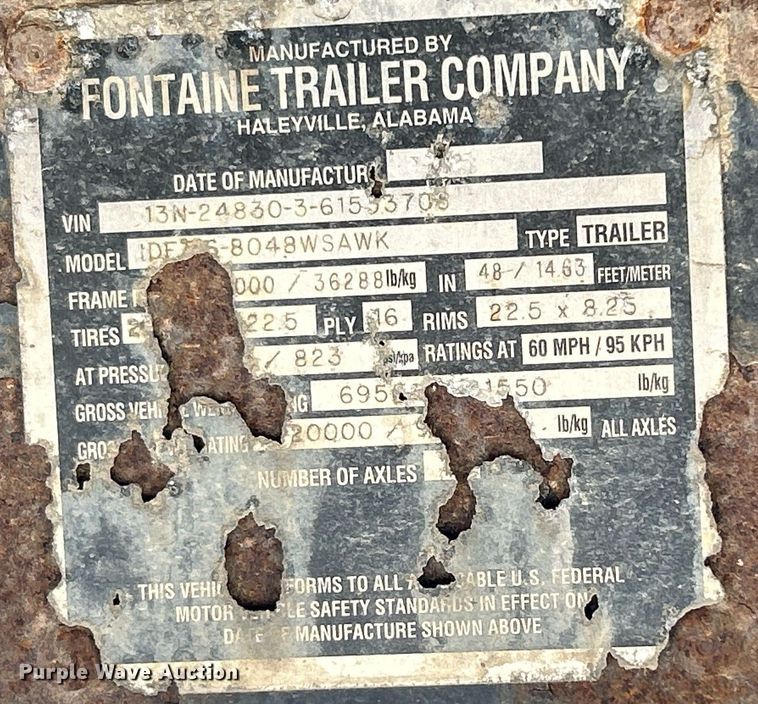 MANUFACTURED BY
FONTAINE TRAILER COMPANY
HALEYVILLE, ALABAMA
DATE OF MANUFACTUR
VIN 13N-24830-3-61553708
MODEL 8048WSAWK TYPE TRAILER
FRAME 000 / 36288 lb/kg IN 48 / 14.63 FEET/METER
TIRES 22.5 PLY 16 RIMS 22.5 x 8.25
AT PRESSU / 823 RATINGS AT 60 MPH / 95 KPH
GROSS 1550 lb/kg
20000 / lb/kg ALL AXLES
NUMBER OF AXLES
THIS FORMS TO ALL U.S. FEDERAL
MOTOR SAFETY STANDARDS IN EFFECT ON
DATE OF MANUFACTURE SHOWN ABOVE
Purple Wave Auction